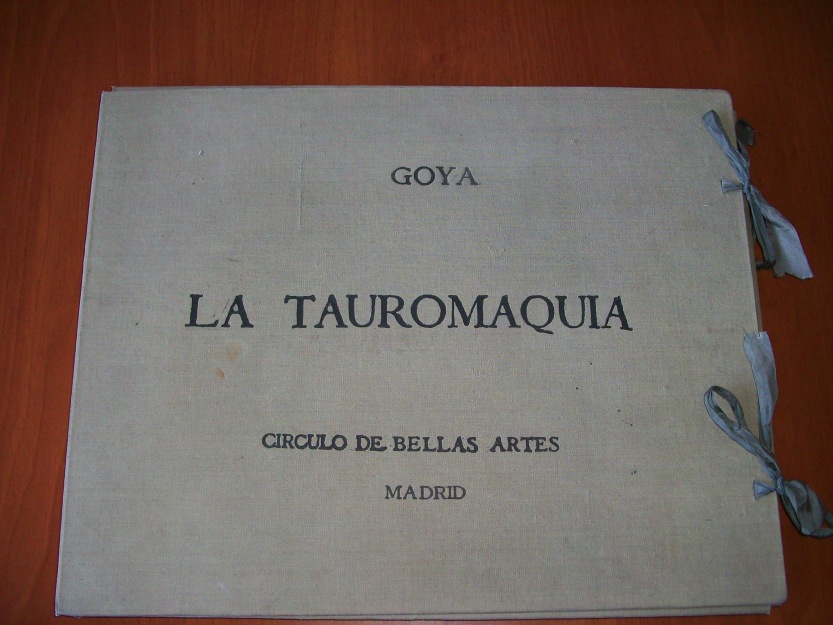 GOYA
LA TAUROMAQUIA
CIRCULO DE BELLAS ARTES
MADRID